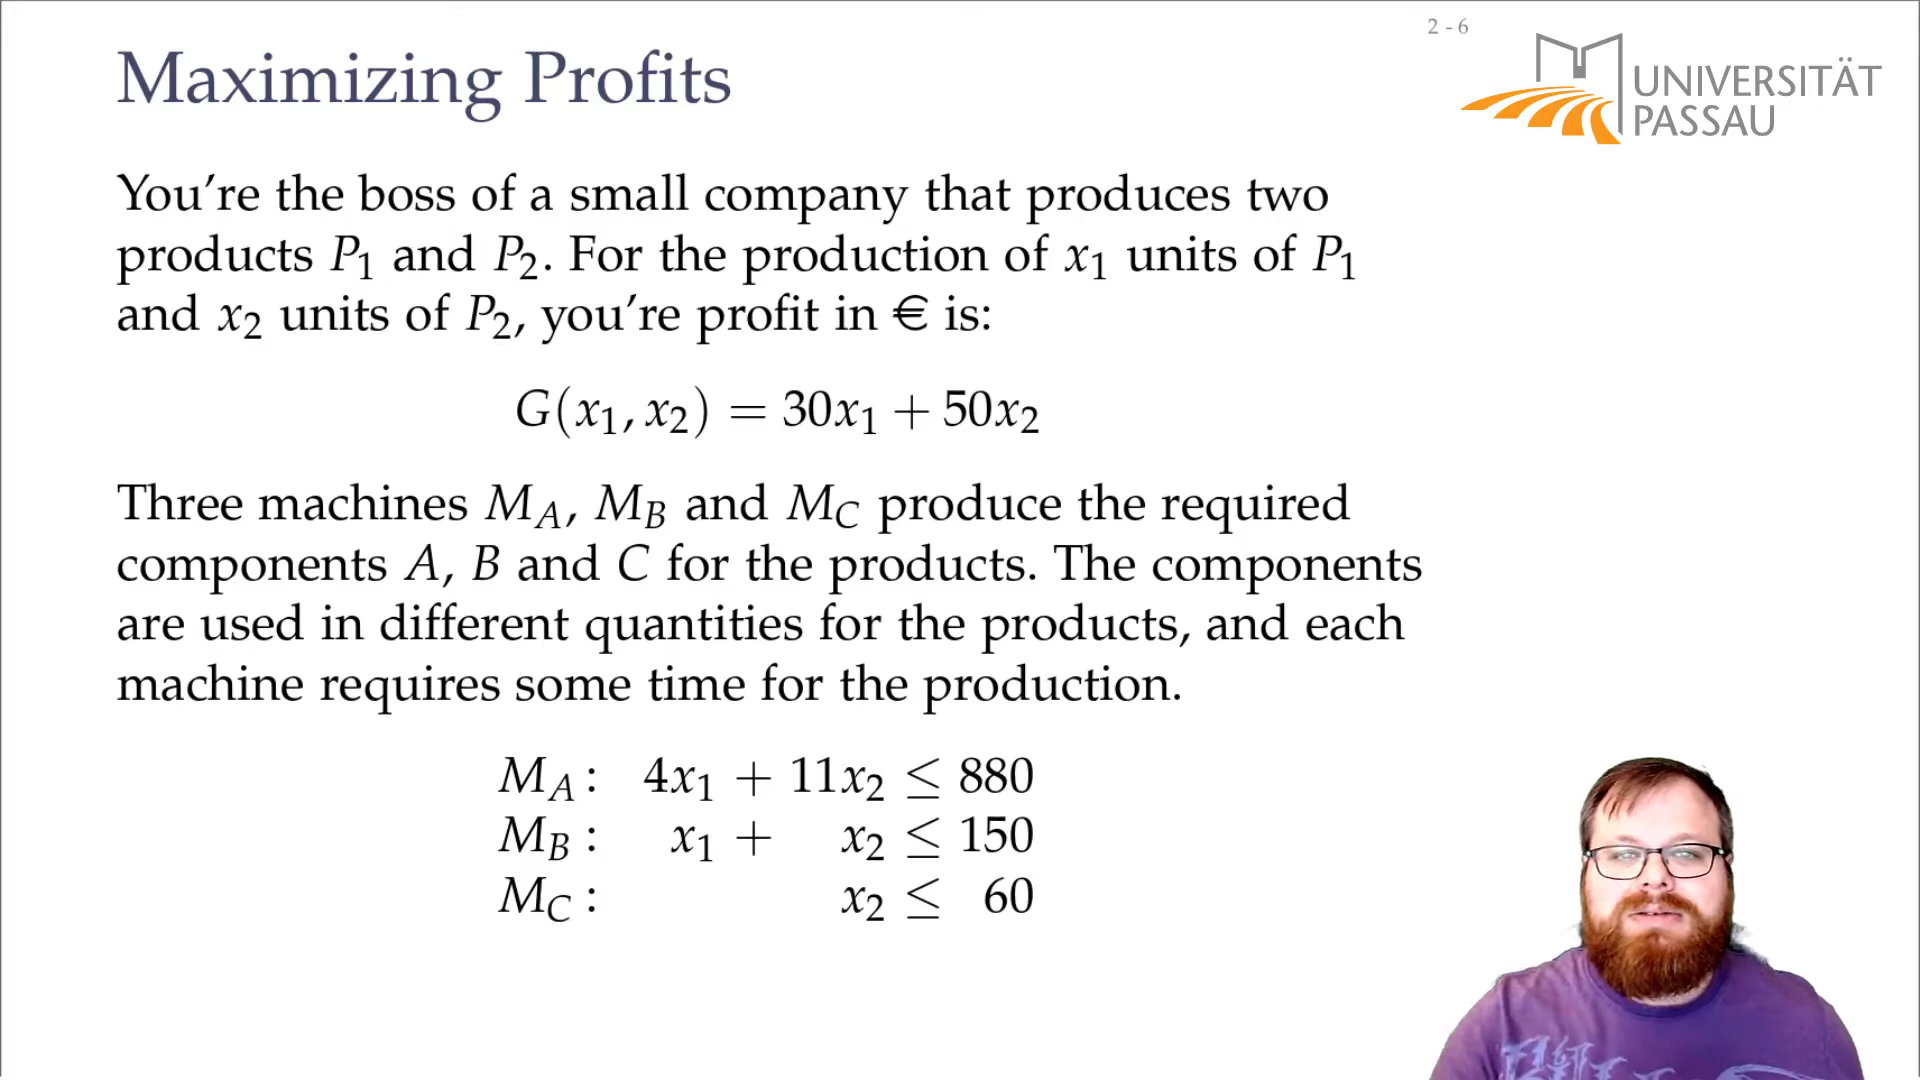 2 - 6
Maximizing Profits
UNIVERSITÄT
PASSAU
You're the boss of a small company that produces two
products P₁ and P₂. For the production of x₁ units of P₁
and x₂ units of P₂, you're profit in € is:
G(x₁, x₂) = 30x₁ + 50x₂
Three machines M_A, M_B and M_C produce the required
components A, B and C for the products. The components
are used in different quantities for the products, and each
machine requires some time for the production.
M_A : 4x₁ + 11x₂ ≤ 880
M_B : x₁ + x₂ ≤ 150
M_C : x₂ ≤ 60